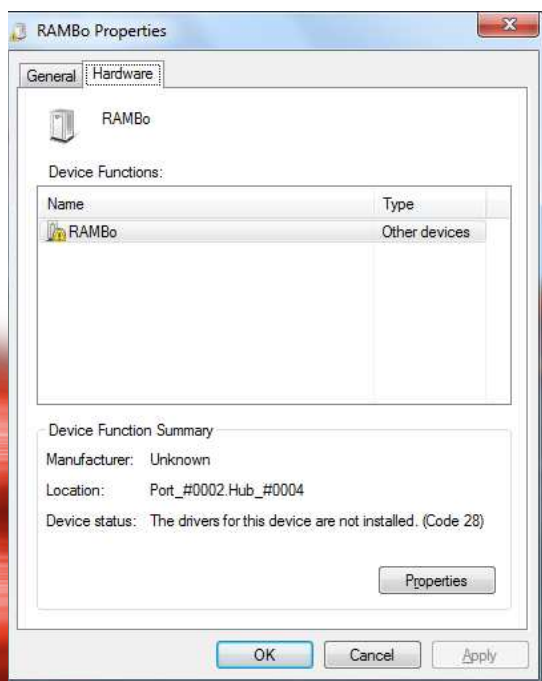 RAMBo Properties
General Hardware
RAMBo
Device Functions:
Name Type
RAMBo Other devices
Device Function Summary
Manufacturer: Unknown
Location: Port_#0002.Hub_#0004
Device status: The drivers for this device are not installed. (Code 28)
Properties
OK Cancel Apply